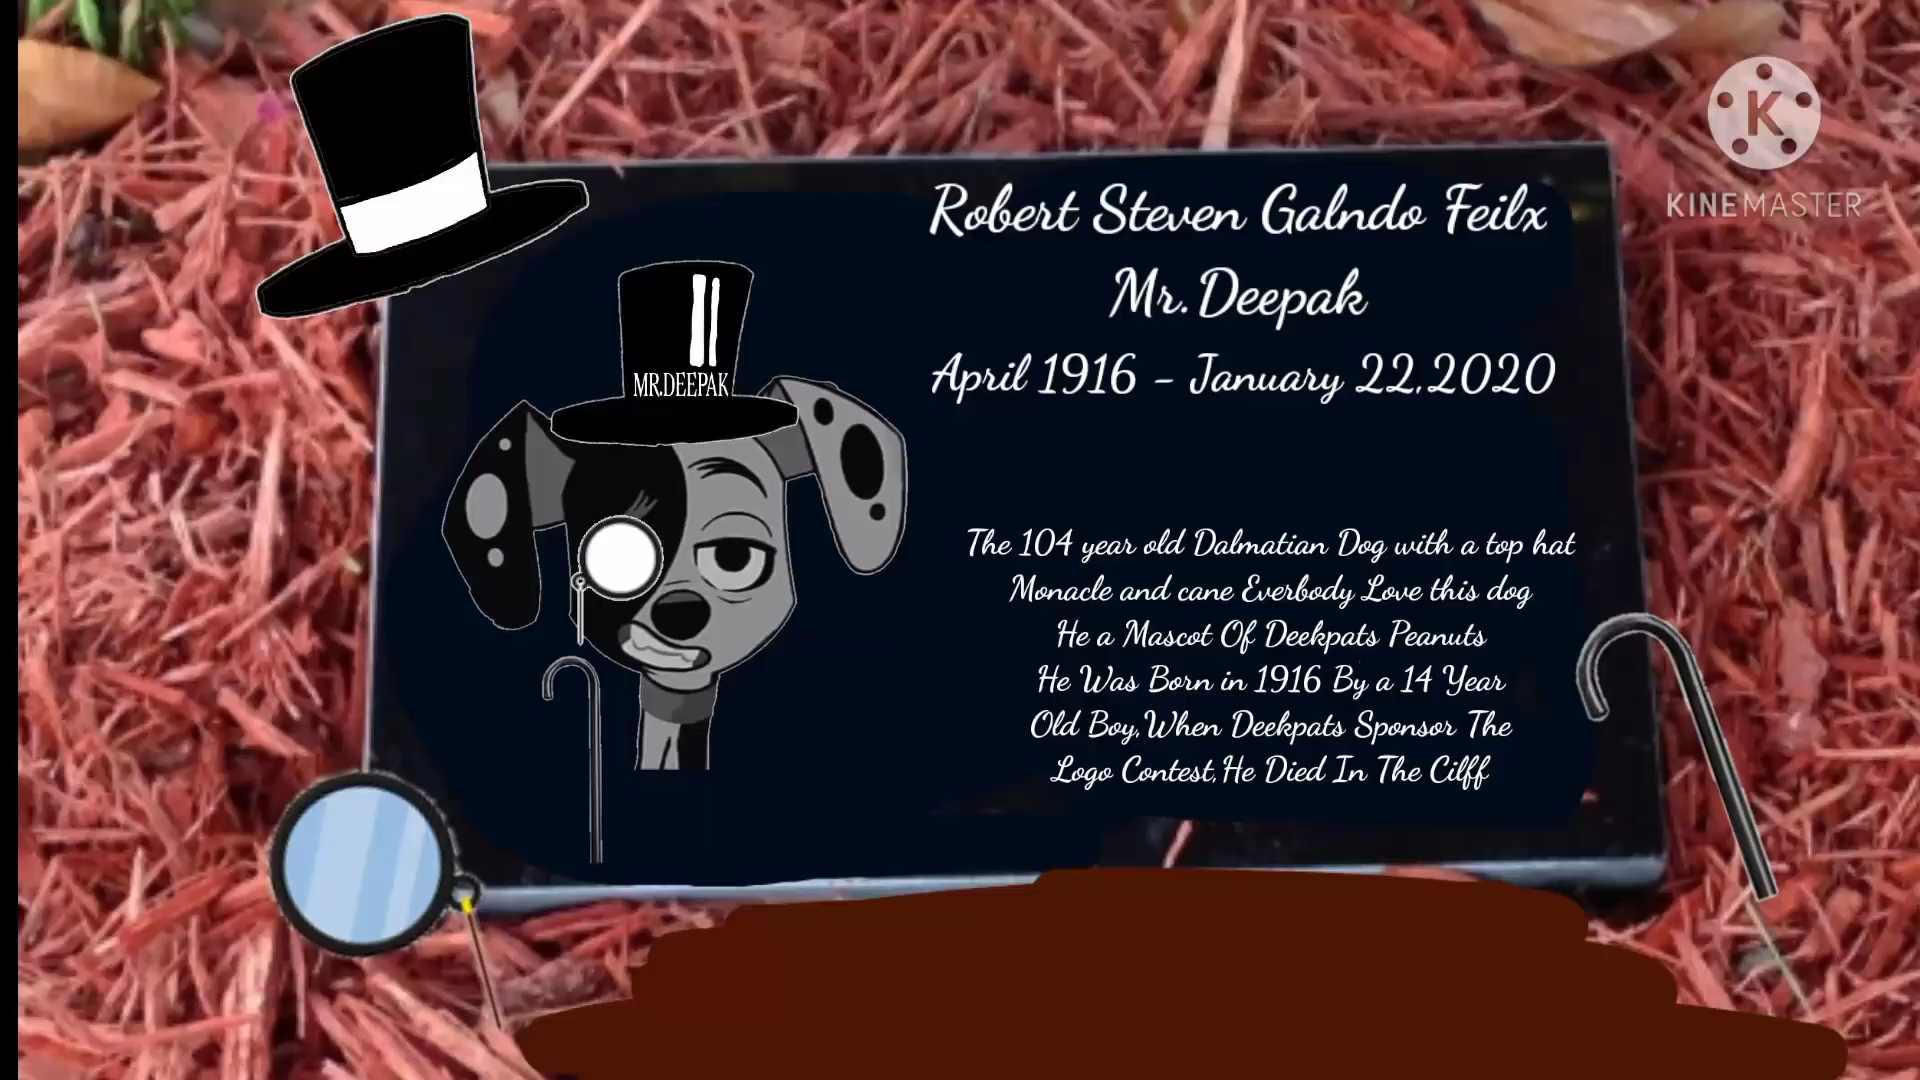 K
KINEMASTER
Robert Steven Galndo Feilx
Mr.Deepak
April 1916 - January 22,2020
MR.DEEPAK
The 104 year old Dalmatian Dog with a top hat
Monacle and cane Everbody Love this dog
He a Mascot Of Deekpats Peanuts
He Was Born in 1916 By a 14 Year
Old Boy,When Deekpats Sponsor The
Logo Contest,He Died In The Cilff